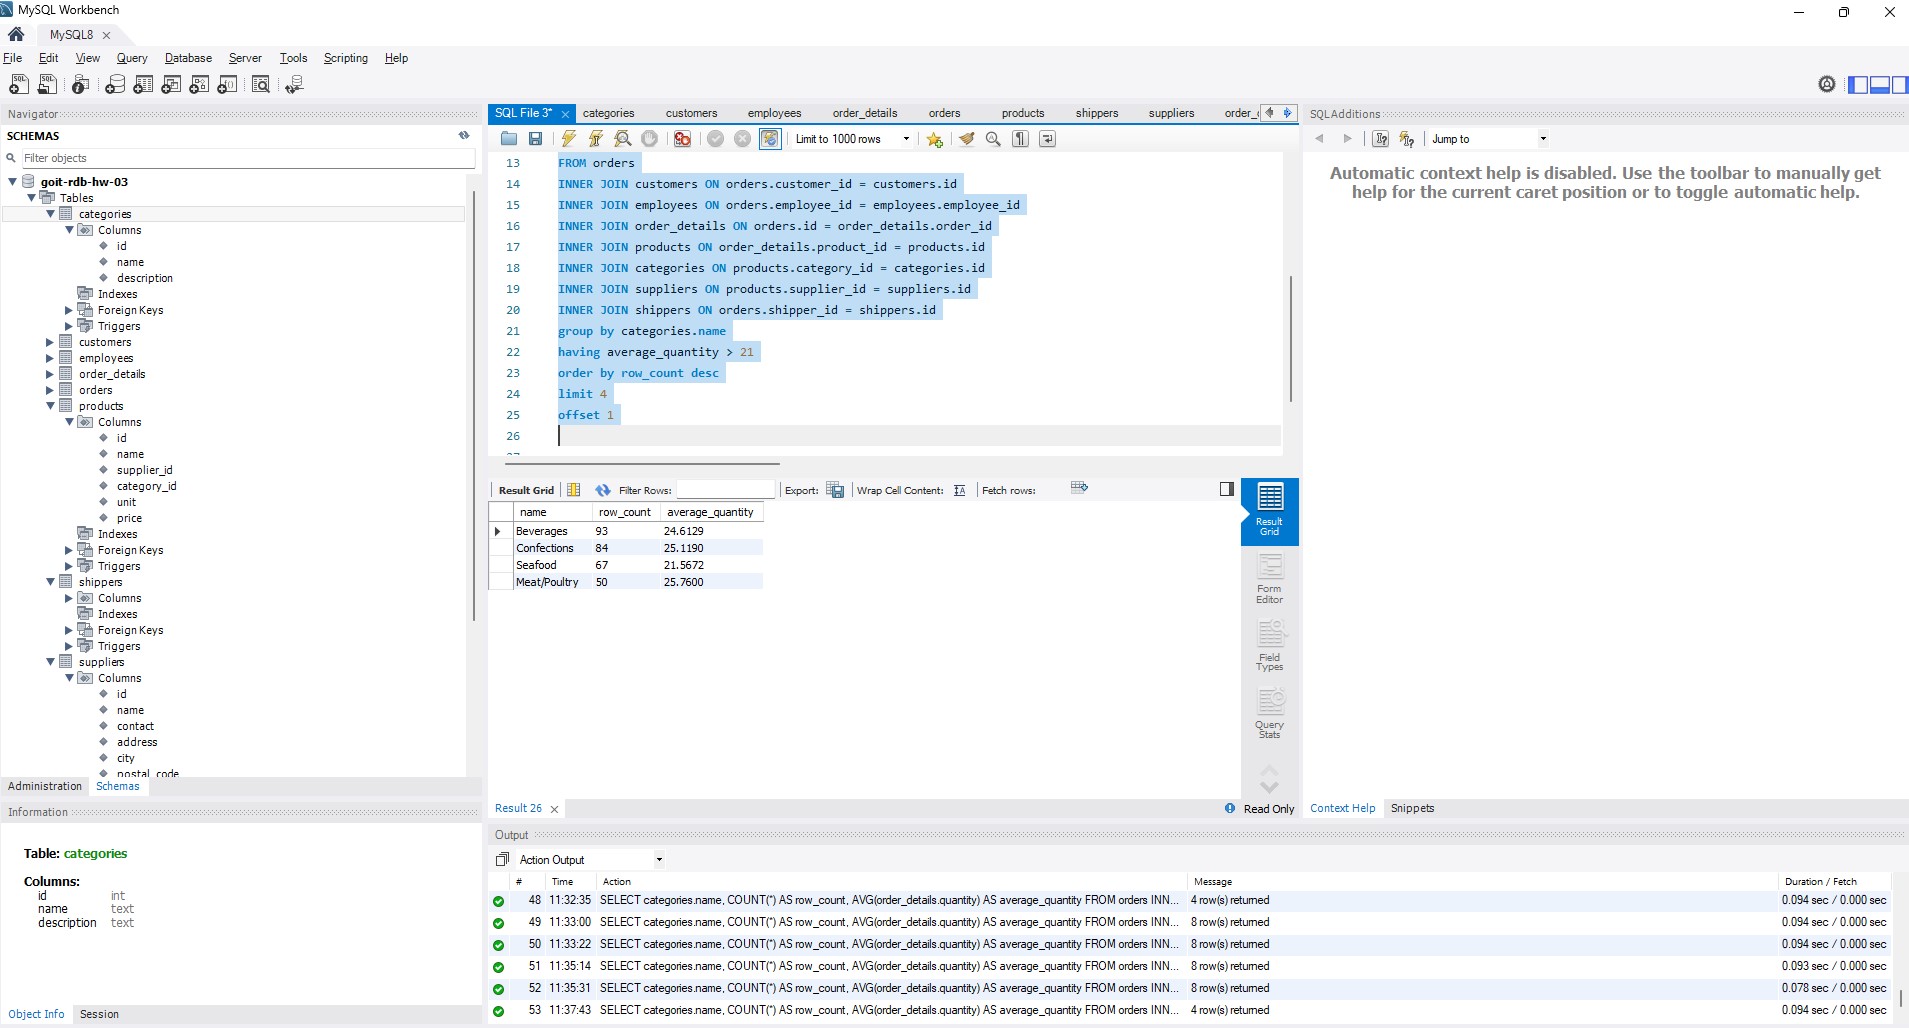 MySQL Workbench
MySQL8
File Edit View Query Database Server Tools Scripting Help
Navigator
SCHEMAS
Filter objects
goit-rdb-hw-03
Tables
categories
Columns
id
name
description
Indexes
Foreign Keys
Triggers
customers
employees
order_details
orders
products
Columns
id
name
supplier_id
category_id
unit
price
Indexes
Foreign Keys
Triggers
shippers
Columns
Indexes
Foreign Keys
Triggers
suppliers
Columns
id
name
contact
address
city
postal_code
Administration Schemas
Information
Table: categories
Columns:
id int
name text
description text
Object Info Session
SQL File 3* categories customers employees order_details orders products shippers suppliers order_
Limit to 1000 rows
13 FROM orders
14 INNER JOIN customers ON orders.customer_id = customers.id
15 INNER JOIN employees ON orders.employee_id = employees.employee_id
16 INNER JOIN order_details ON orders.id = order_details.order_id
17 INNER JOIN products ON order_details.product_id = products.id
18 INNER JOIN categories ON products.category_id = categories.id
19 INNER JOIN suppliers ON products.supplier_id = suppliers.id
20 INNER JOIN shippers ON orders.shipper_id = shippers.id
21 group by categories.name
22 having average_quantity > 21
23 order by row_count desc
24 limit 4
25 offset 1
26
Result Grid Filter Rows: Export: Wrap Cell Content: Fetch rows:
name row_count average_quantity
Beverages 93 24.6129
Confections 84 25.1190
Seafood 67 21.5672
Meat/Poultry 50 25.7600
Result Grid
Form Editor
Field Types
Query Stats
Result 26 Read Only
SQLAdditions
Jump to
Automatic context help is disabled. Use the toolbar to manually get
help for the current caret position or to toggle automatic help.
Context Help Snippets
Output
Action Output
# Time Action Message Duration / Fetch
48 11:32:35 SELECT categories.name, COUNT(*) AS row_count, AVG(order_details.quantity) AS average_quantity FROM orders INN... 4 row(s) returned 0.094 sec / 0.000 sec
49 11:33:00 SELECT categories.name, COUNT(*) AS row_count, AVG(order_details.quantity) AS average_quantity FROM orders INN... 8 row(s) returned 0.094 sec / 0.000 sec
50 11:33:22 SELECT categories.name, COUNT(*) AS row_count, AVG(order_details.quantity) AS average_quantity FROM orders INN... 8 row(s) returned 0.094 sec / 0.000 sec
51 11:35:14 SELECT categories.name, COUNT(*) AS row_count, AVG(order_details.quantity) AS average_quantity FROM orders INN... 8 row(s) returned 0.093 sec / 0.000 sec
52 11:35:31 SELECT categories.name, COUNT(*) AS row_count, AVG(order_details.quantity) AS average_quantity FROM orders INN... 8 row(s) returned 0.078 sec / 0.000 sec
53 11:37:43 SELECT categories.name, COUNT(*) AS row_count, AVG(order_details.quantity) AS average_quantity FROM orders INN... 4 row(s) returned 0.094 sec / 0.000 sec